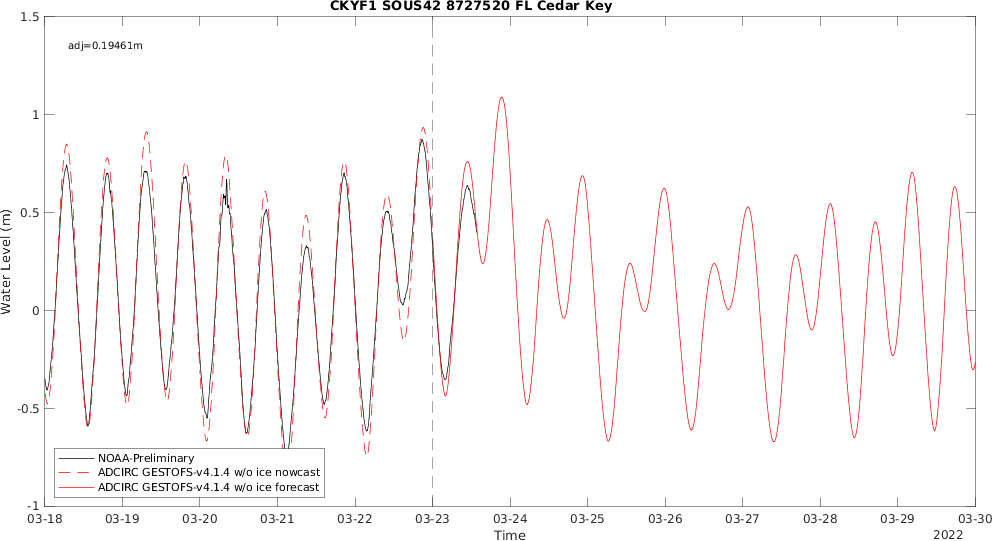 CKYF1 SOUS42 8727520 FL Cedar Key
adj=0.19461m
Water Level (m)
1.5
1
0.5
0
-0.5
-1
NOAA-Preliminary
ADCIRC GESTOFS-v4.1.4 w/o ice nowcast
ADCIRC GESTOFS-v4.1.4 w/o ice forecast
03-18 03-19 03-20 03-21 03-22 03-23 03-24 03-25 03-26 03-27 03-28 03-29 03-30
Time
2022